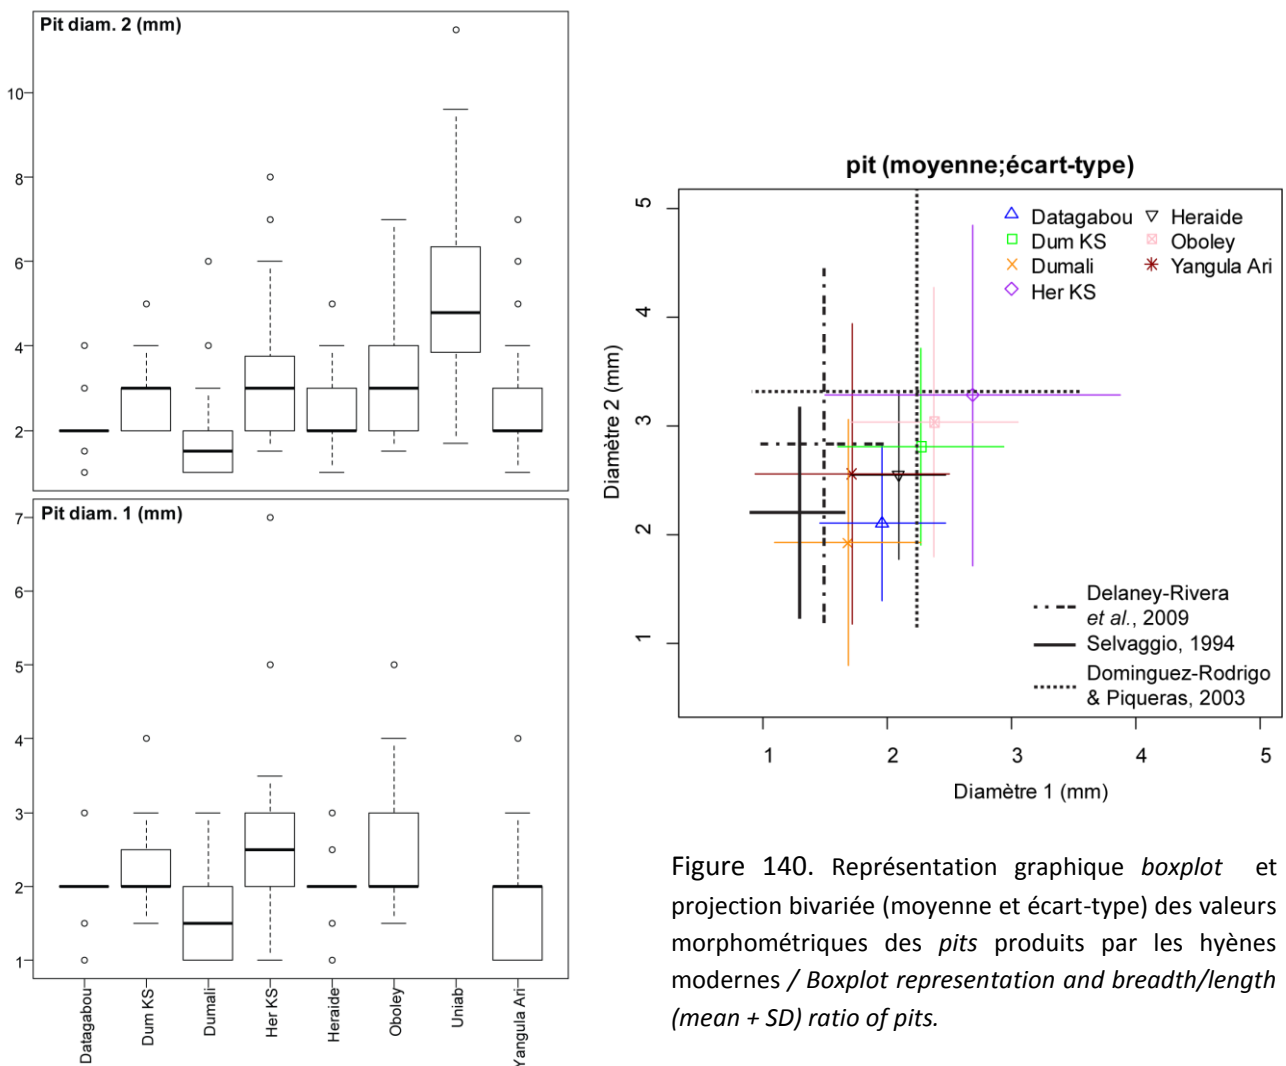 Pit diam. 2 (mm)
10
8
6
4
2
Pit diam. 1 (mm)
7
6
5
4
3
2
1
Datagabou
Dum KS
Dumali
Her KS
Heraide
Oboley
Uniab
Yangula Ari
pit (moyenne;écart-type)
Diamètre 2 (mm)
5
4
3
2
1
Datagabou
Dum KS
Dumali
Her KS
Heraide
Oboley
Yangula Ari
Delaney-Rivera
et al., 2009
Selvaggio, 1994
Dominguez-Rodrigo
& Piqueras, 2003
1 2 3 4 5
Diamètre 1 (mm)
Figure 140. Représentation graphique boxplot et
projection bivariée (moyenne et écart-type) des valeurs
morphométriques des pits produits par les hyènes
modernes / Boxplot representation and breadth/length
(mean + SD) ratio of pits.